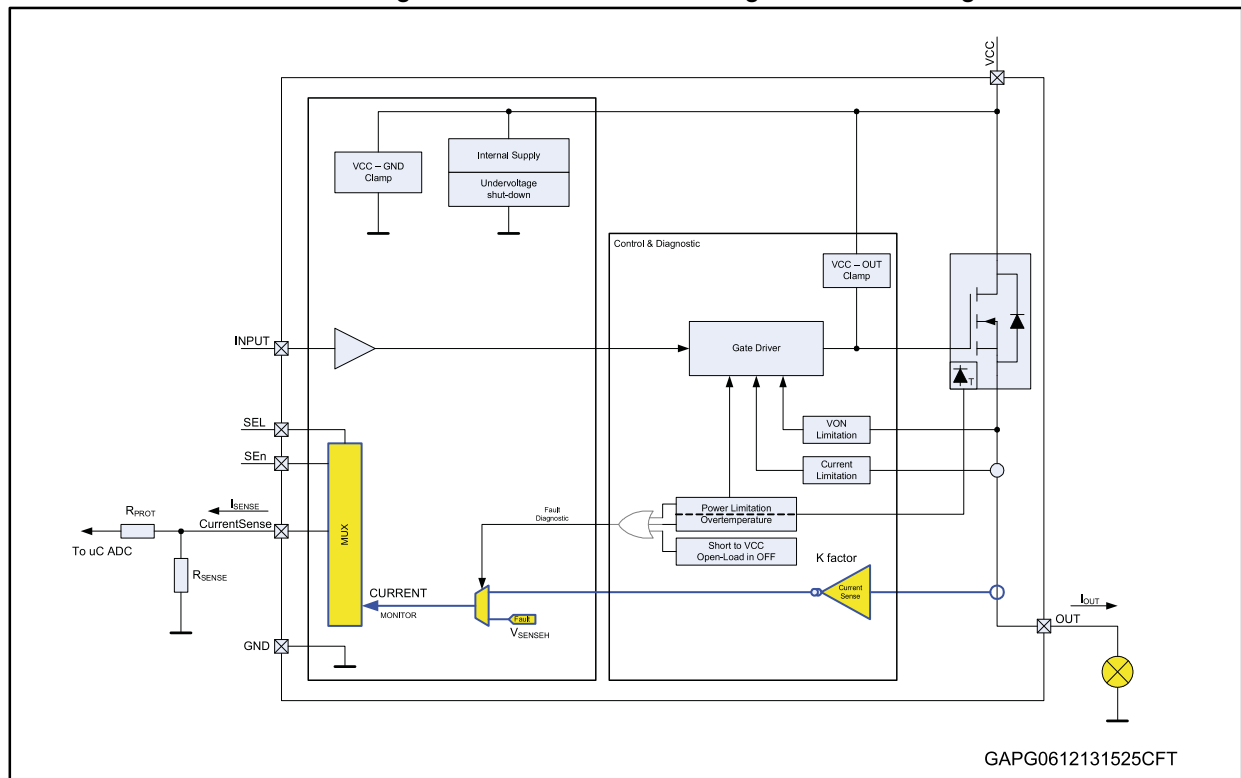 VCC
VCC – GND
Clamp
Internal Supply
Undervoltage
shut-down
Control & Diagnostic
VCC – OUT
Clamp
INPUT
Gate Driver
T
SEL
VON
Limitation
SEn
Current
Limitation
ISENSE
RPROT
CurrentSense
MUX
Fault
Diagnostic
Power Limitation
Overtemperature
To uC ADC
Short to VCC
Open-Load in OFF
K factor
RSENSE
CURRENT
MONITOR
Current
Sense
Fault
VSENSEH
IOUT
OUT
GND
GAPG0612131525CFT